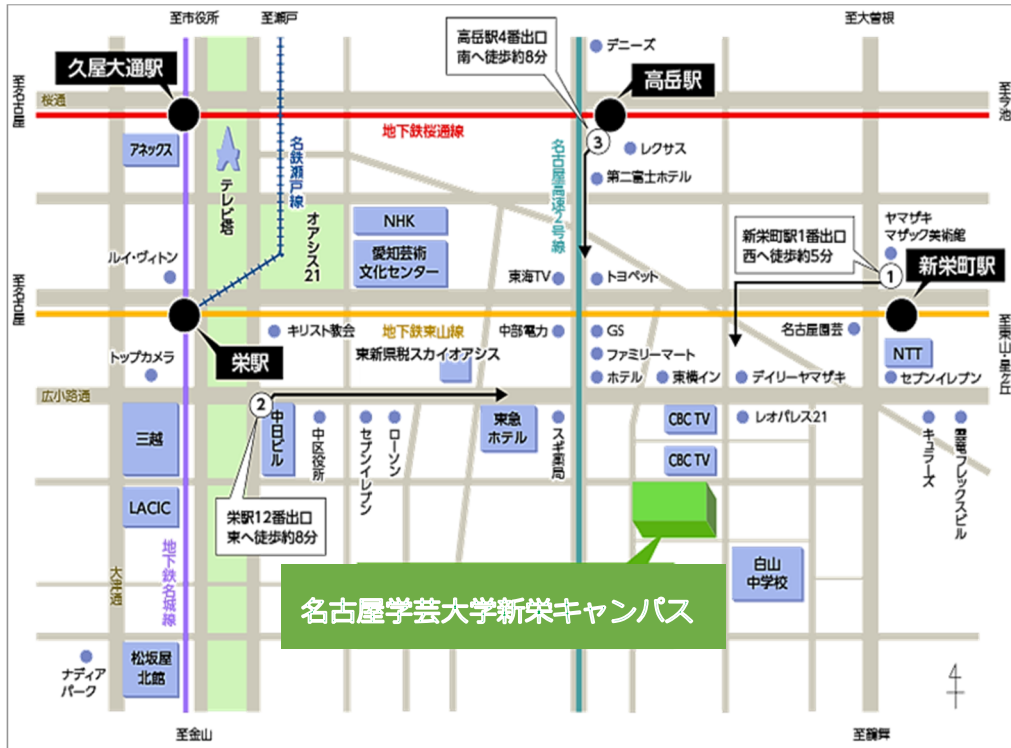 至市役所
至瀬戸
至大曽根
高岳駅4番出口
南へ徒歩約8分
デニーズ
久屋大通駅
高岳駅
至名古屋
桜通
至今池
地下鉄桜通線
アネックス
テレビ塔
名鉄瀬戸線
名古屋高速2号線
3
レクサス
第二富士ホテル
オアシス21
NHK
愛知芸術
文化センター
ヤマザキ
マザック美術館
新栄町駅1番出口
西へ徒歩約5分
ルイ・ヴィトン
東海TV
トヨペット
1
新栄町駅
至名古屋
キリスト教会
地下鉄東山線
中部電力
GS
名古屋園芸
至東山・星ヶ丘
栄駅
東新県税スカイオアシス
ファミリーマート
NTT
トップカメラ
ホテル
東横イン
デイリーヤマザキ
セブンイレブン
広小路通
2
三越
中日ビル
中区役所
セブンイレブン
ローソン
東急
ホテル
スギ薬局
CBC TV
レオパレス21
キュラーズ
CBC TV
LACIC
栄駅12番出口
東へ徒歩約8分
地下鉄名城線
大津通
白山
中学校
名古屋学芸大学新栄キャンパス
松坂屋
北館
ナディア
パーク
4
至金山
至鶴舞